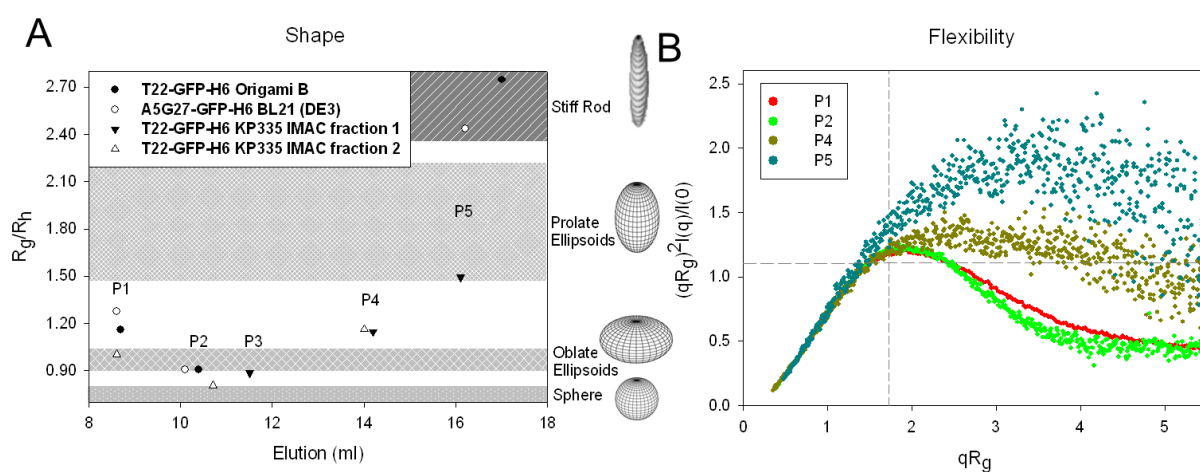 A
Shape
T22-GFP-H6 Origami B
A5G27-GFP-H6 BL21 (DE3)
T22-GFP-H6 KP335 IMAC fraction 1
T22-GFP-H6 KP335 IMAC fraction 2
Rg/Rh
2.70
2.40
2.10
1.80
1.50
1.20
0.90
P1
P2
P3
P4
P5
8
10
12
14
16
18
Elution (ml)
Stiff Rod
Prolate
Ellipsoids
Oblate
Ellipsoids
Sphere
B
Flexibility
P1
P2
P4
P5
(qRg)²I(q)/I(0)
2.5
2.0
1.5
1.0
0.5
0.0
0
1
2
3
4
5
qRg